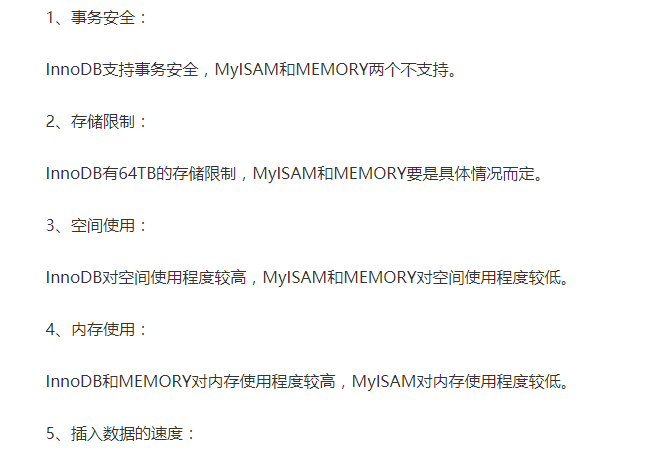 1、事务安全：
InnoDB支持事务安全，MyISAM和MEMORY两个不支持。
2、存储限制：
InnoDB有64TB的存储限制，MyISAM和MEMORY要是具体情况而定。
3、空间使用：
InnoDB对空间使用程度较高，MyISAM和MEMORY对空间使用程度较低。
4、内存使用：
InnoDB和MEMORY对内存使用程度较高，MyISAM对内存使用程度较低。
5、插入数据的速度：